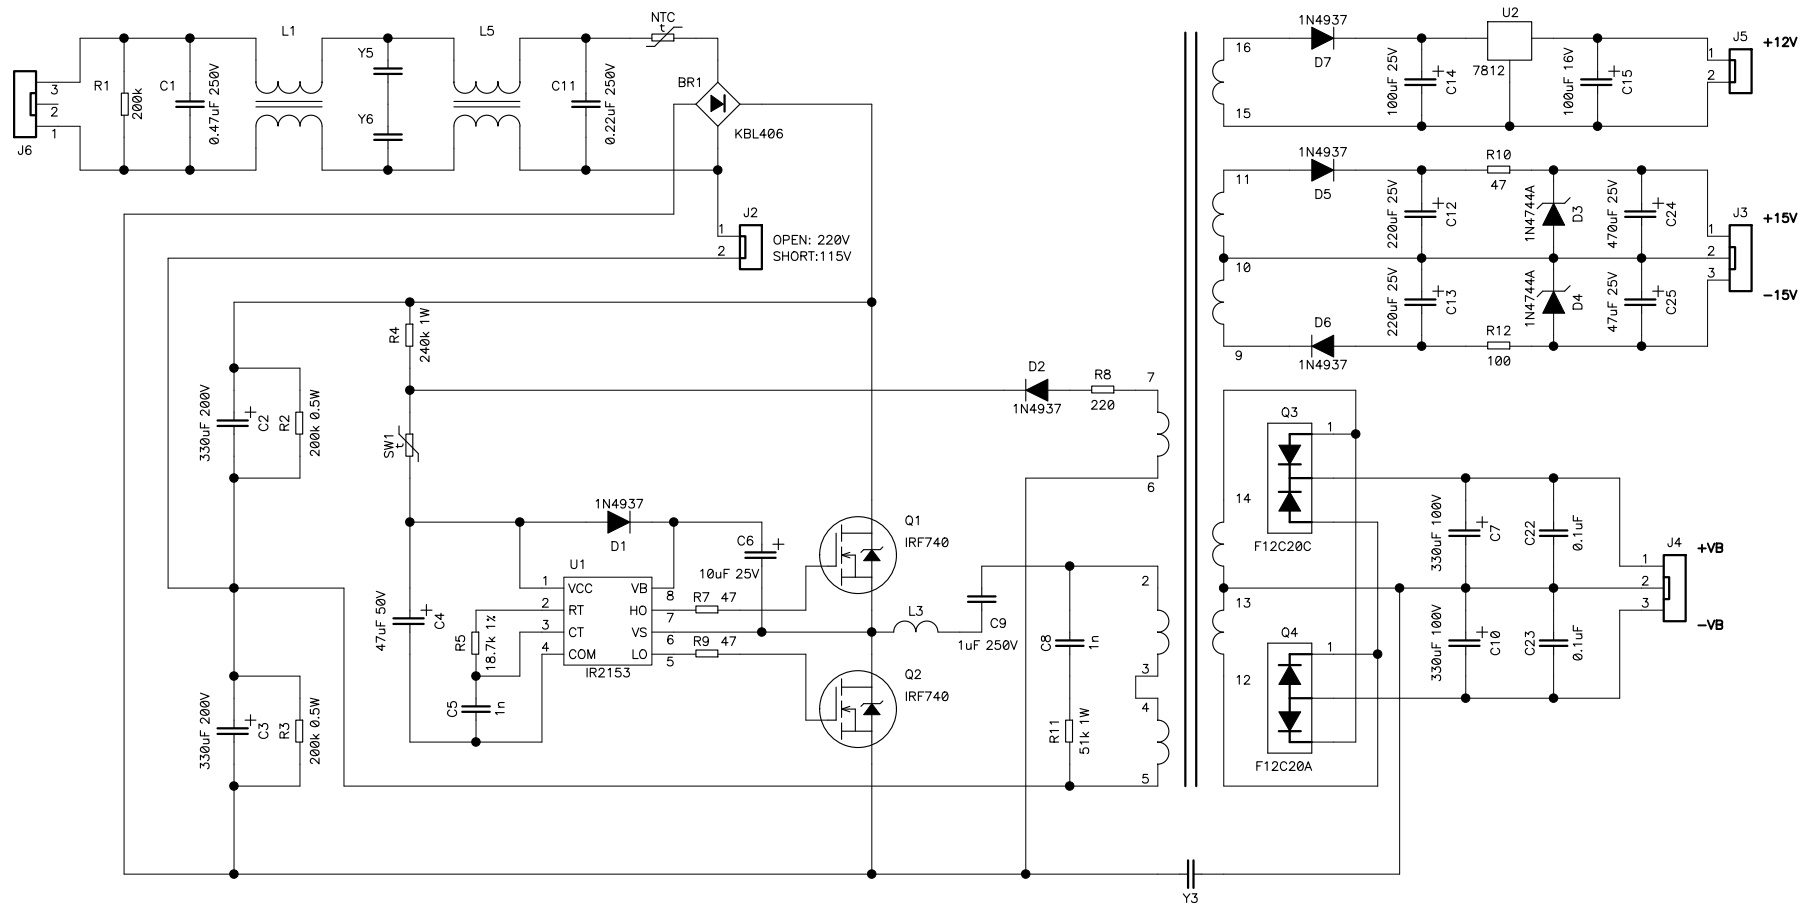 L1
L5
NTC
t
Y5
Y6
R1
200k
C1
0.47uF 250V
C11
0.22uF 250V
BR1
KBL406
3
2
1
J6
J2
1
2
OPEN: 220V
SHORT:115V
R4
240k 1W
SW1
t
330uF 200V
C2
R2
200k 0.5W
330uF 200V
C3
R3
200k 0.5W
1N4937
D1
47uF 50V
C4
U1
1
VCC
VB
8
2
RT
HO
7
3
CT
VS
6
4
COM
LO
5
IR2153
R5
18.7k 1%
C5
1n
C6
10uF 25V
R7
47
R9
47
Q1
IRF740
Q2
IRF740
L3
C9
1uF 250V
C8
1n
R11
51k 1W
D2
1N4937
R8
220
7
6
2
3
4
5
Y3
16
15
1N4937
D7
100uF 25V
C14
U2
7812
100uF 16V
C15
J5
1
2
+12V
11
10
9
1N4937
D5
D6
1N4937
220uF 25V
C12
220uF 25V
C13
R10
47
R12
100
1N4744A
D3
1N4744A
D4
470uF 25V
C24
47uF 25V
C25
J3
1
2
3
+15V
-15V
14
13
12
Q3
1
F12C20C
Q4
1
F12C20A
330uF 100V
C7
330uF 100V
C10
C22
0.1uF
C23
0.1uF
J4
1
2
3
+VB
-VB